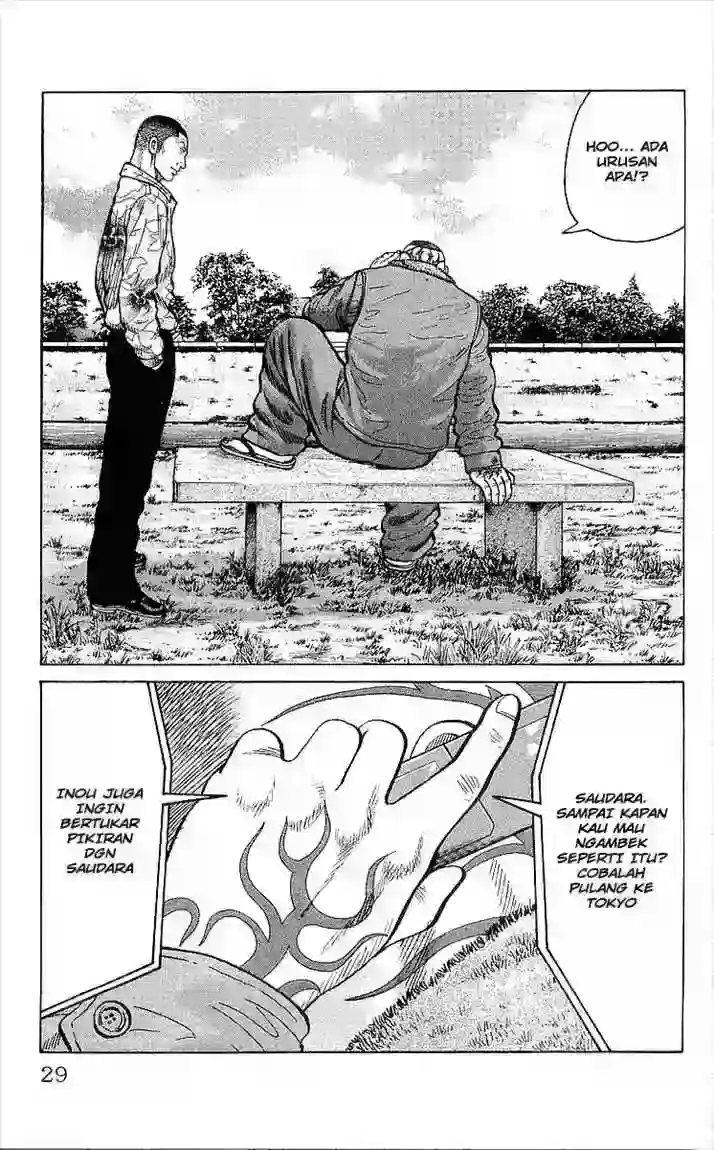 HOO... ADA
URUSAN
APA!?
SAUDARA.
SAMPAI KAPAN
KAU MAU
NGAMBEK
SEPERTI ITU?
COBALAH
PULANG KE
TOKYO
INOU JUGA
INGIN
BERTUKAR
PIKIRAN
DGN
SAUDARA
29